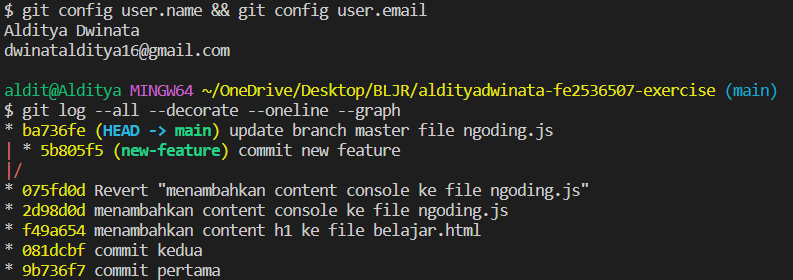 $ git config user.name && git config user.email
Alditya Dwinata
dwinatalditya16@gmail.com
aldit@Alditya MINGW64 ~/OneDrive/Desktop/BLJR/aldityadwinata-fe2536507-exercise (main)
$ git log --all --decorate --oneline --graph
* ba736fe (HEAD -> main) update branch master file ngoding.js
| * 5b805f5 (new-feature) commit new feature
|/
* 075fd0d Revert "menambahkan content console ke file ngoding.js"
* 2d98d0d menambahkan content console ke file ngoding.js
* f49a654 menambahkan content h1 ke file belajar.html
* 081dcbf commit kedua
* 9b736f7 commit pertama